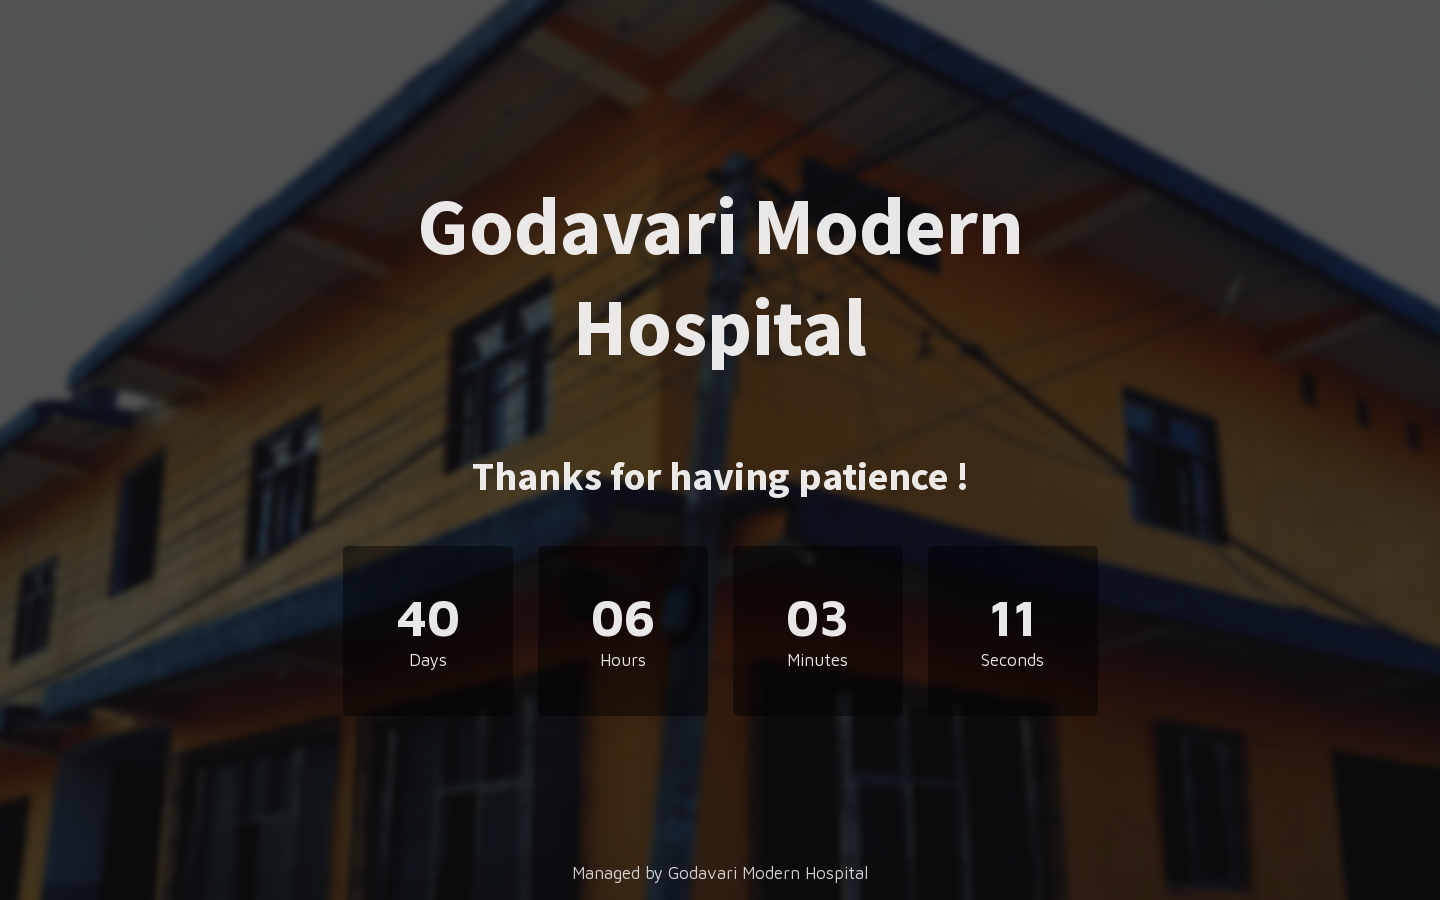 Godavari Modern
Hospital
Thanks for having patience !
40 06 03 11
Days Hours Minutes Seconds
Managed by Godavari Modern Hospital